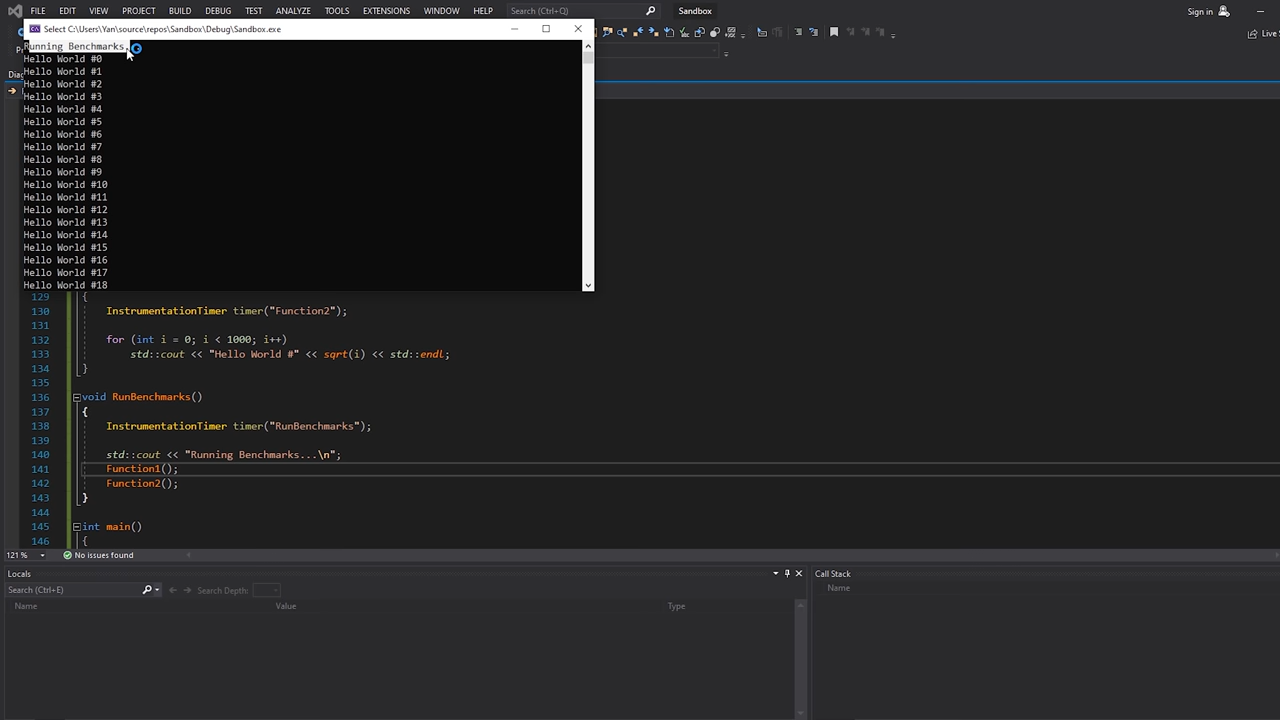 FILE EDIT VIEW PROJECT BUILD DEBUG TEST ANALYZE TOOLS EXTENSIONS WINDOW HELP Search (Ctrl+Q) Sandbox Sign in
Select C:\Users\Yan\source\repos\Sandbox\Debug\Sandbox.exe
Running Benchmarks.
Hello World #0
Hello World #1
Hello World #2
Hello World #3
Hello World #4
Hello World #5
Hello World #6
Hello World #7
Hello World #8
Hello World #9
Hello World #10
Hello World #11
Hello World #12
Hello World #13
Hello World #14
Hello World #15
Hello World #16
Hello World #17
Hello World #18
129 {
130 InstrumentationTimer timer("Function2");
131
132 for (int i = 0; i < 1000; i++)
133 std::cout << "Hello World #" << sqrt(i) << std::endl;
134 }
135
136 void RunBenchmarks()
137 {
138 InstrumentationTimer timer("RunBenchmarks");
139
140 std::cout << "Running Benchmarks...\n";
141 Function1();
142 Function2();
143 }
144
145 int main()
146 {
121 % No issues found
Locals
Search (Ctrl+E) Search Depth:
Name Value Type
Call Stack
Name